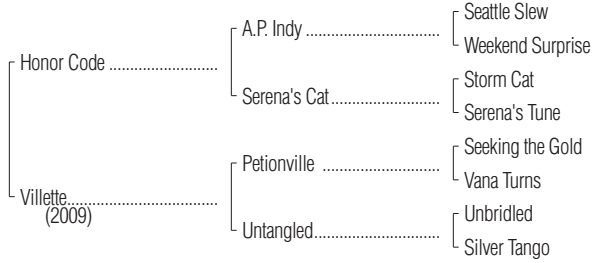 Seattle Slew
A.P. Indy ..............................
Weekend Surprise
Honor Code .........................
Storm Cat
Serena's Cat.........................
Serena's Tune
Seeking the Gold
Petionville ...........................
Vana Turns
Villette...................................
(2009)
Unbridled
Untangled.............................
Silver Tango